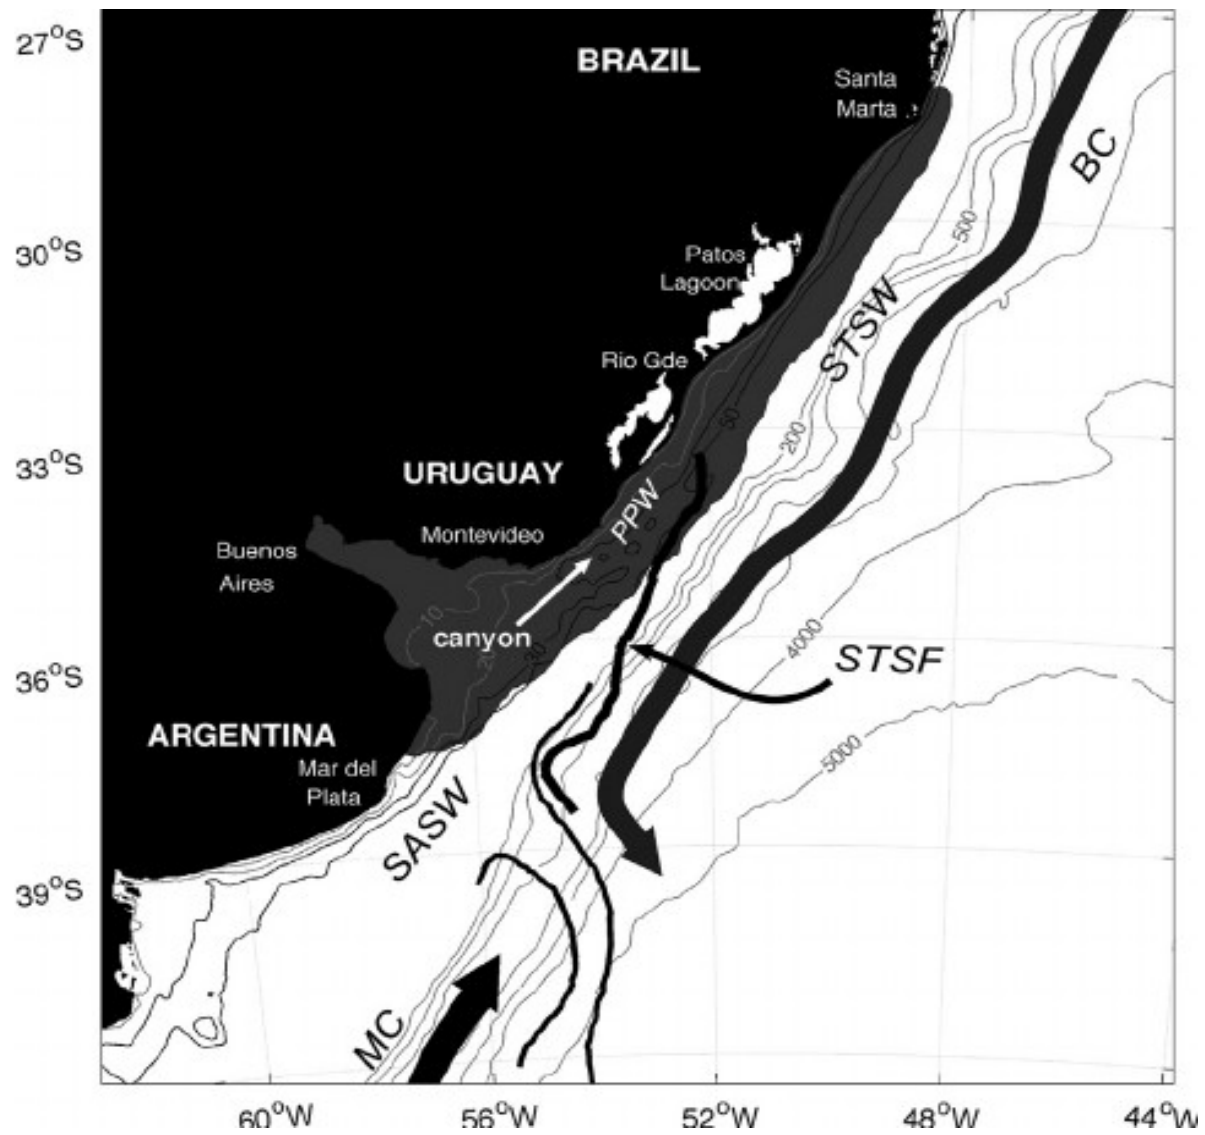 27°S
BRAZIL
Santa
Marta
BC
500
30°S
Patos
Lagoon
STSW
Rio Gde
50
200
33°S
URUGUAY
PPW
Montevideo
Buenos
Aires
10
canyon
20
30
4000
STSF
36°S
ARGENTINA
5000
Mar del
Plata
SASW
39°S
MC
60°W
56°W
52°W
48°W
44°W